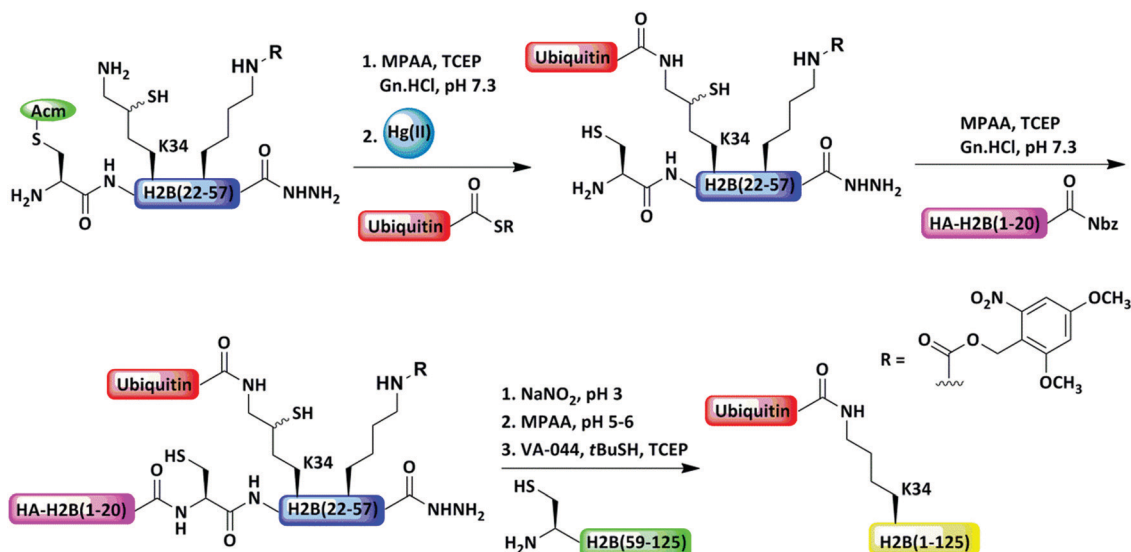 NH₂
SH
HN
R
Acm
S
K34
H₂N
O
H
N
H2B(22-57)
O
NHNH₂
1. MPAA, TCEP
Gn.HCl, pH 7.3
2. Hg(II)
Ubiquitin
O
SR
Ubiquitin
O
NH
SH
HN
R
HS
K34
H₂N
O
H
N
H2B(22-57)
O
NHNH₂
MPAA, TCEP
Gn.HCl, pH 7.3
HA-H2B(1-20)
O
Nbz
Ubiquitin
O
NH
SH
HN
R
HS
K34
HA-H2B(1-20)
O
N
H
O
H
N
H2B(22-57)
O
NHNH₂
1. NaNO₂, pH 3
2. MPAA, pH 5-6
3. VA-044, tBuSH, TCEP
HS
H₂N
H2B(59-125)
R =
O
O
O₂N
OCH₃
OCH₃
Ubiquitin
O
NH
K34
H2B(1-125)